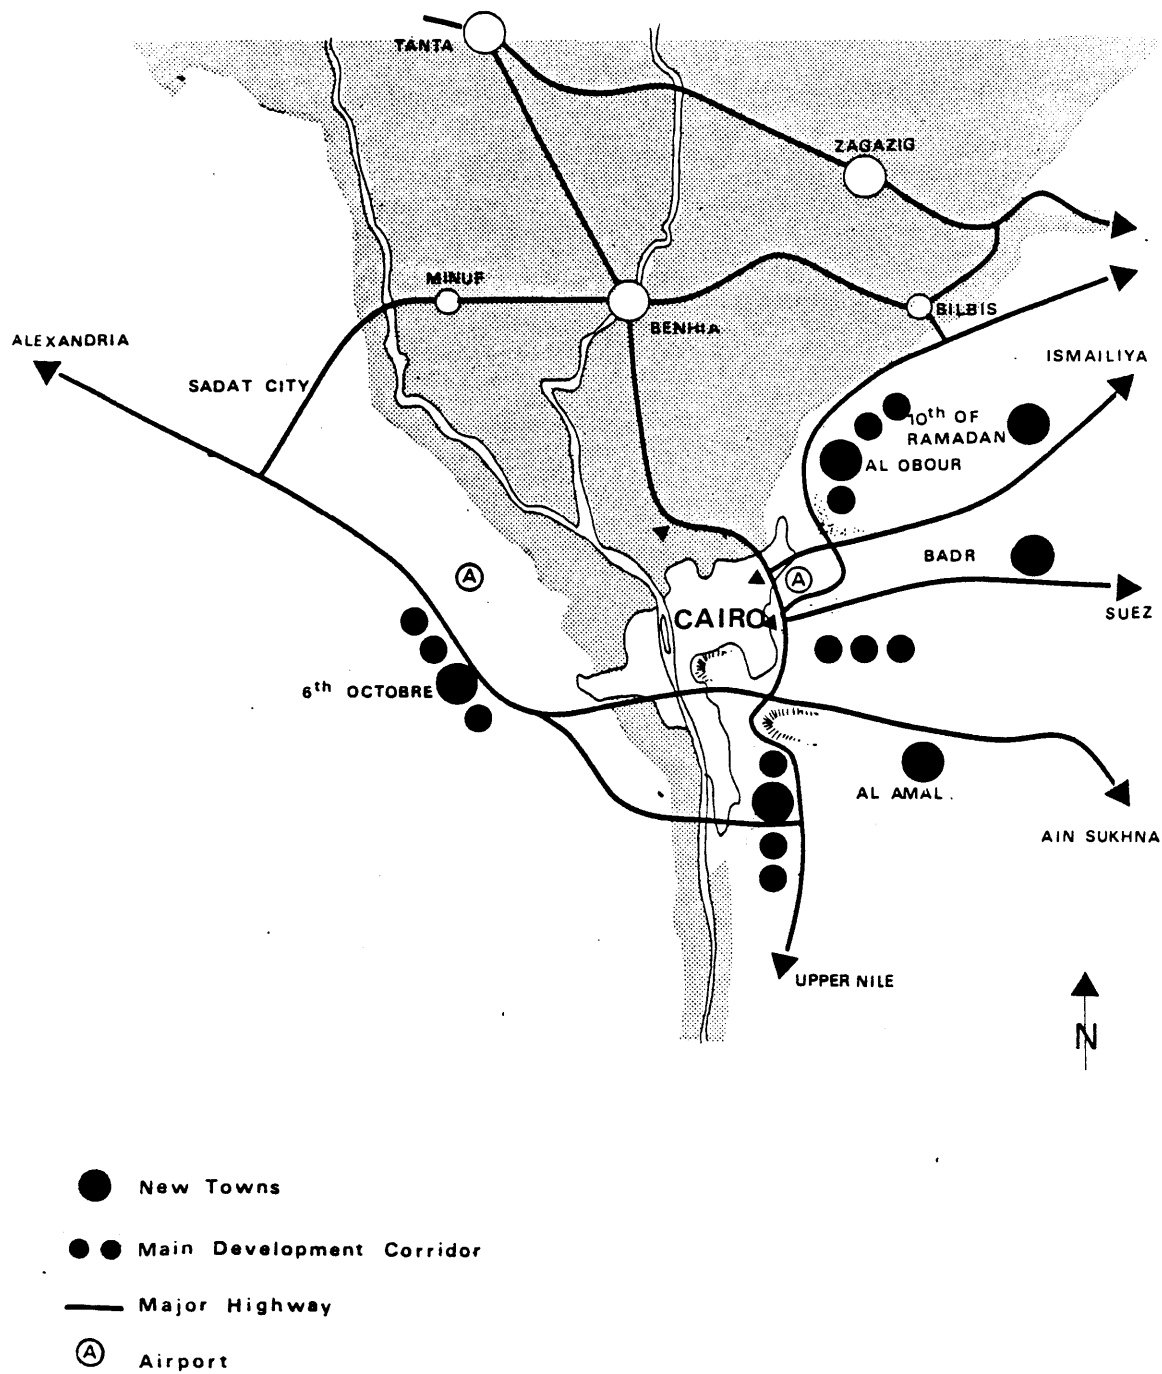 TANTA
ZAGAZIG
MINUF
BENHIA
BILBIS
ALEXANDRIA
SADAT CITY
ISMAILIYA
10th OF
RAMADAN
AL OBOUR
A
A
BADR
CAIRO
SUEZ
6th OCTOBRE
AL AMAL
AIN SUKHNA
UPPER NILE
N
New Towns
Main Development Corridor
Major Highway
A Airport